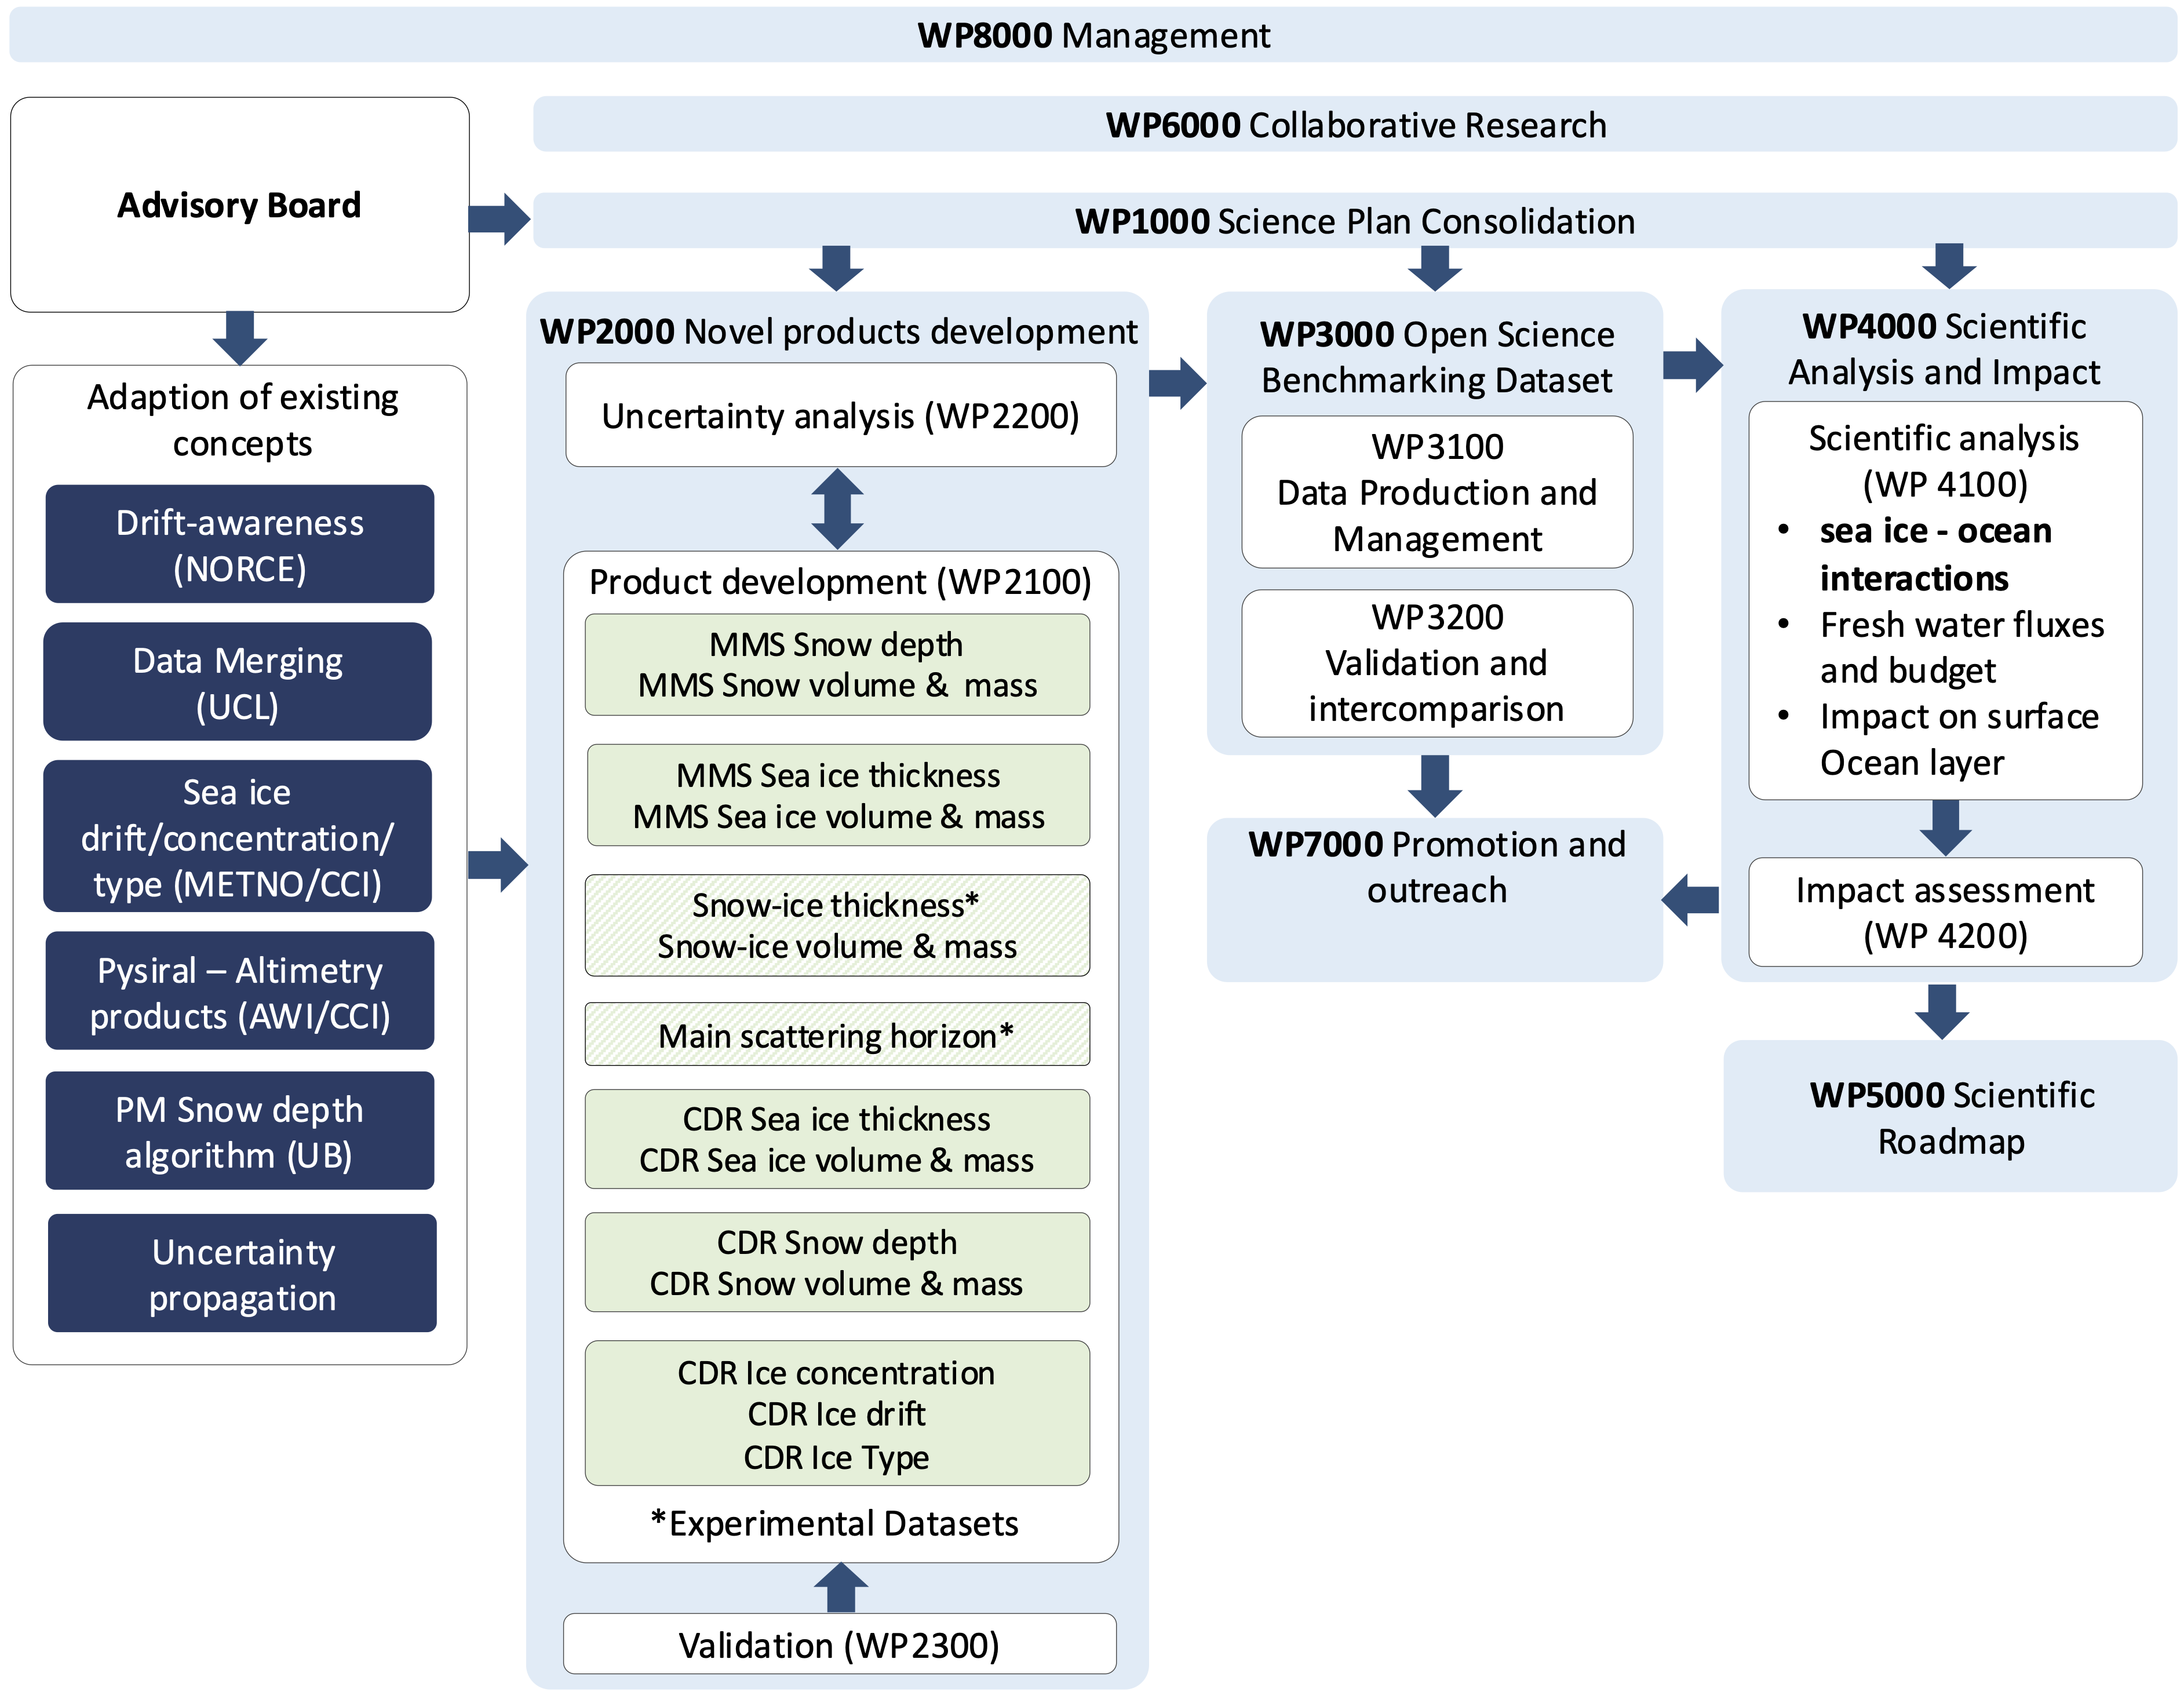 WP8000 Management
WP6000 Collaborative Research
Advisory Board
WP1000 Science Plan Consolidation
Adaption of existing
concepts
Drift-awareness
(NORCE)
Data Merging
(UCL)
Sea ice
drift/concentration/
type (METNO/CCI)
Pysiral – Altimetry
products (AWI/CCI)
PM Snow depth
algorithm (UB)
Uncertainty
propagation
WP2000 Novel products development
Uncertainty analysis (WP2200)
Product development (WP2100)
MMS Snow depth
MMS Snow volume & mass
MMS Sea ice thickness
MMS Sea ice volume & mass
Snow-ice thickness*
Snow-ice volume & mass
Main scattering horizon*
CDR Sea ice thickness
CDR Sea ice volume & mass
CDR Snow depth
CDR Snow volume & mass
CDR Ice concentration
CDR Ice drift
CDR Ice Type
*Experimental Datasets
Validation (WP2300)
WP3000 Open Science
Benchmarking Dataset
WP3100
Data Production and
Management
WP3200
Validation and
intercomparison
WP7000 Promotion and
outreach
WP4000 Scientific
Analysis and Impact
Scientific analysis
(WP 4100)
• sea ice - ocean
interactions
• Fresh water fluxes
and budget
• Impact on surface
Ocean layer
Impact assessment
(WP 4200)
WP5000 Scientific
Roadmap